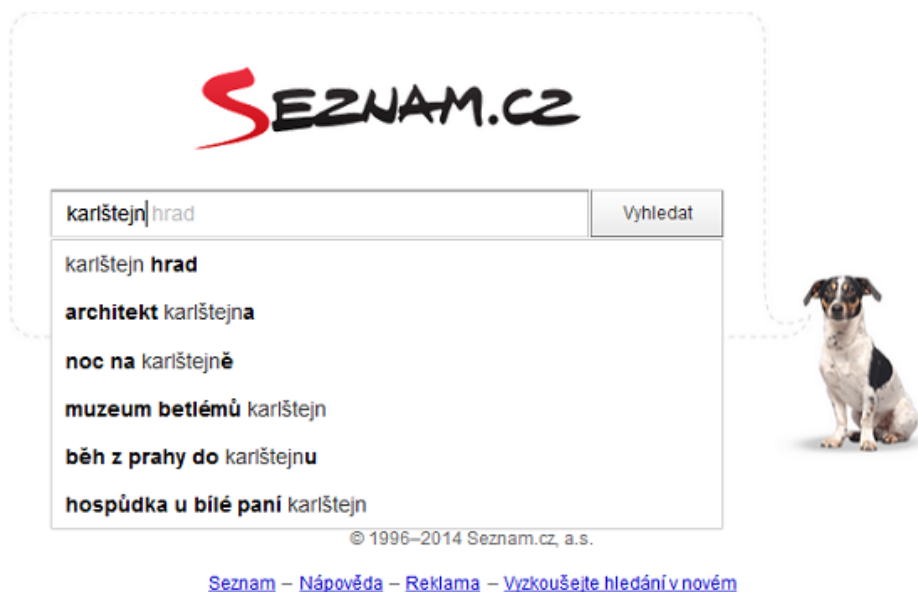 SEZNAM.CZ
karlštejn hrad
Vyhledat
karlštejn hrad
architekt karlštejna
noc na karlštejně
muzeum betlémů karlštejn
běh z prahy do karlštejnu
hospůdka u bílé paní karlštejn
© 1996–2014 Seznam.cz, a.s.
Seznam – Nápověda – Reklama – Vyzkoušejte hledání v novém